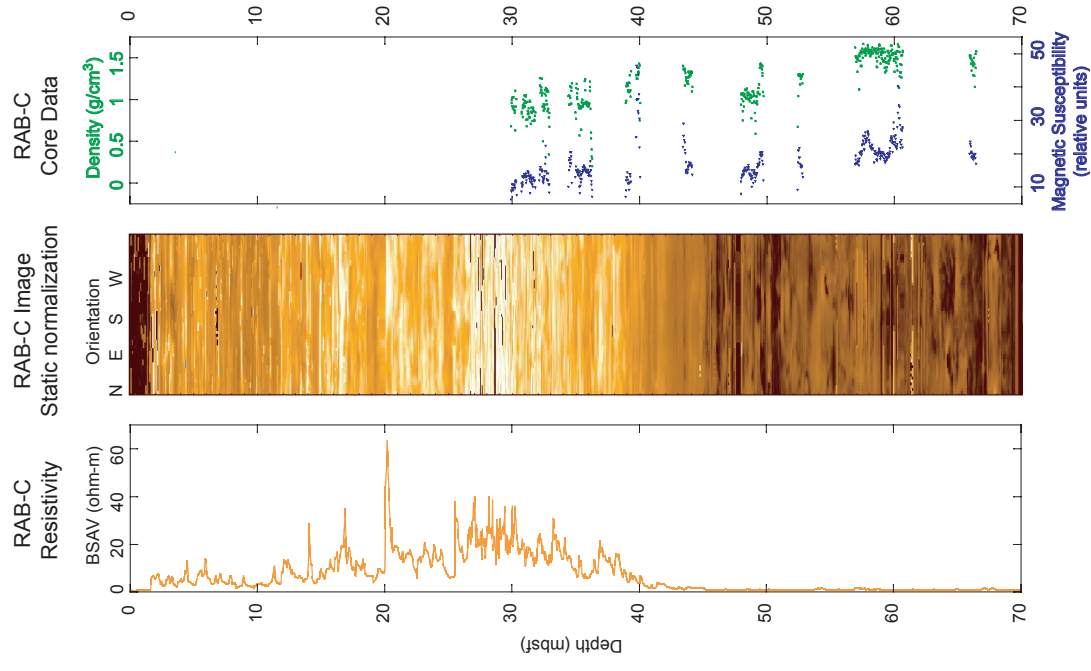 RAB-C
Core Data
Density (g/cm³)
0 0.5 1 1.5
10 30 50
Magnetic Susceptibility
(relative units)
0 10 20 30 40 50 60 70
RAB-C Image
Static normalization
Orientation
N E S W
RAB-C
Resistivity
BSAV (ohm-m)
0 20 40 60
0 10 20 30 40 50 60 70
Depth (mbsf)